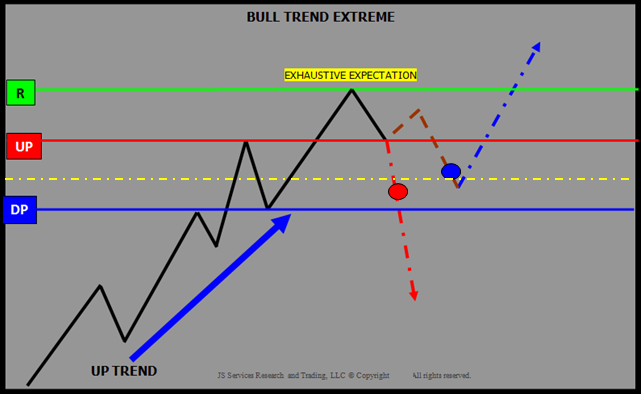 BULL TREND EXTREME
EXHAUSTIVE EXPECTATION
R
UP
DP
UP TREND
JS Services Research and Trading, LLC ® Copyright All rights reserved.